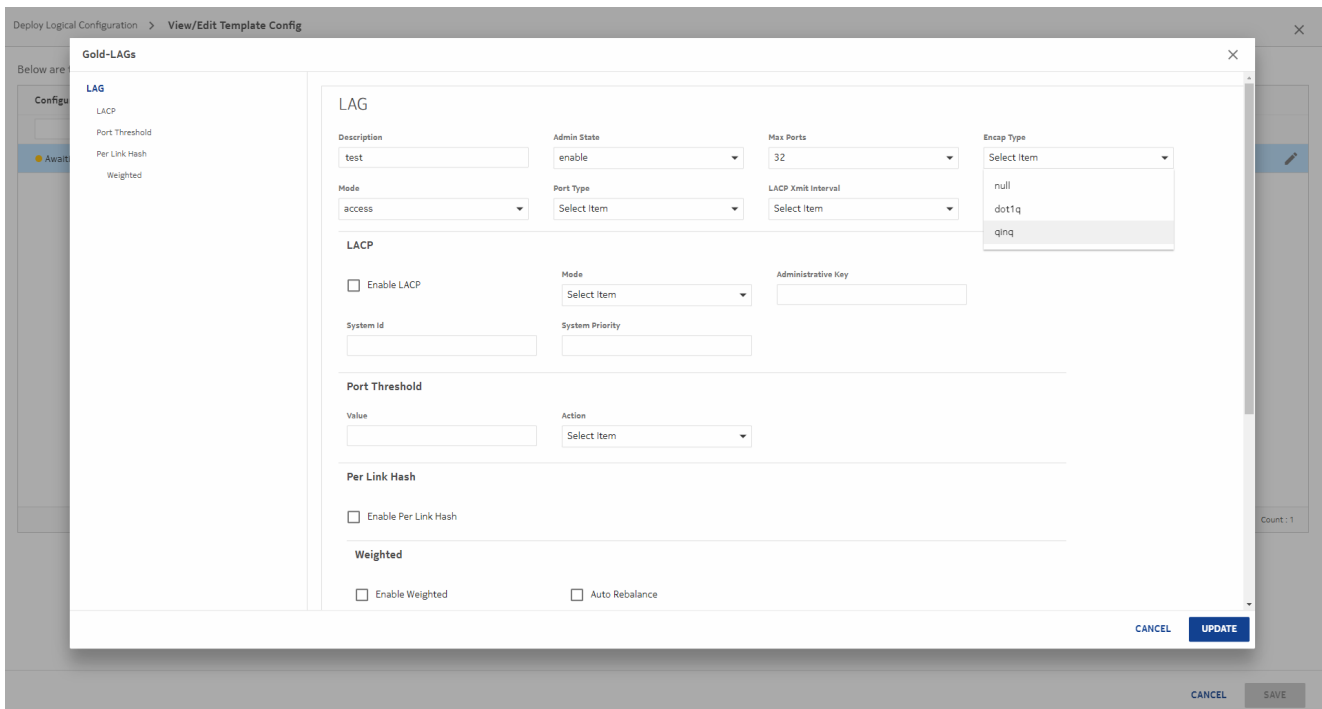 Deploy Logical Configuration > View/Edit Template Config
Gold-LAGs
Below are
Configu
Await
LAG
LACP
Port Threshold
Per Link Hash
Weighted
LAG
Description Admin State Max Ports Encap Type
test enable 32 Select Item
null
dot1q
qinq
Mode Port Type LACP Xmit Interval
access Select Item Select Item
LACP
Enable LACP
Mode Administrative Key
Select Item
System Id System Priority
Port Threshold
Value Action
Select Item
Per Link Hash
Enable Per Link Hash
Weighted
Enable Weighted Auto Rebalance
Count : 1
CANCEL UPDATE
CANCEL SAVE